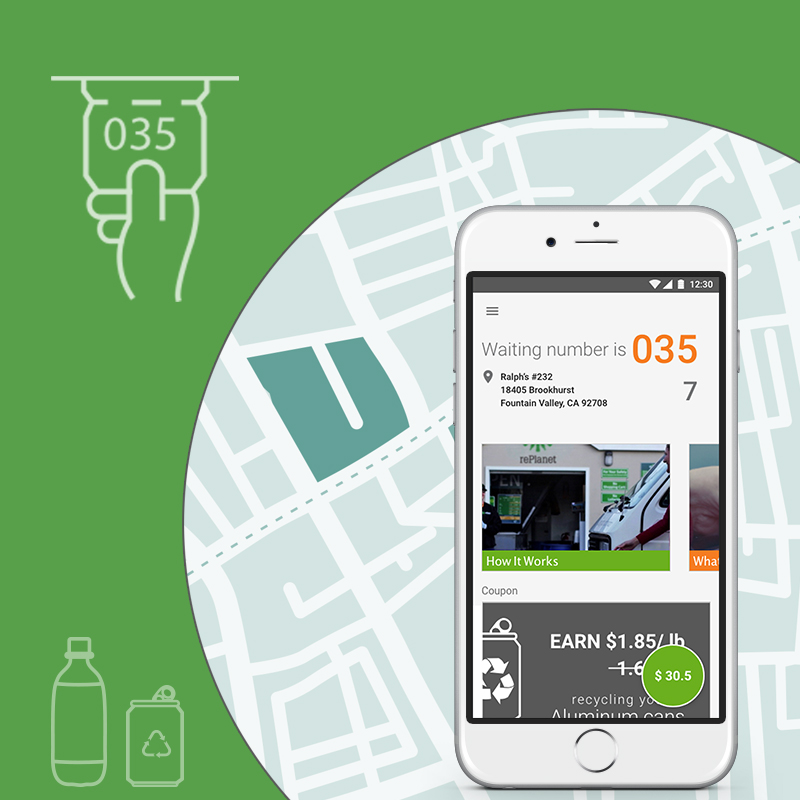 035
12:30
Waiting number is 035
Ralph's #232
7
18405 Brookhurst
Fountain Valley, CA 92708
rePlanet
How It Works
Coupon
EARN $1.85/ lb
1.6
$ 30.5
recycling yo
Aluminum cans